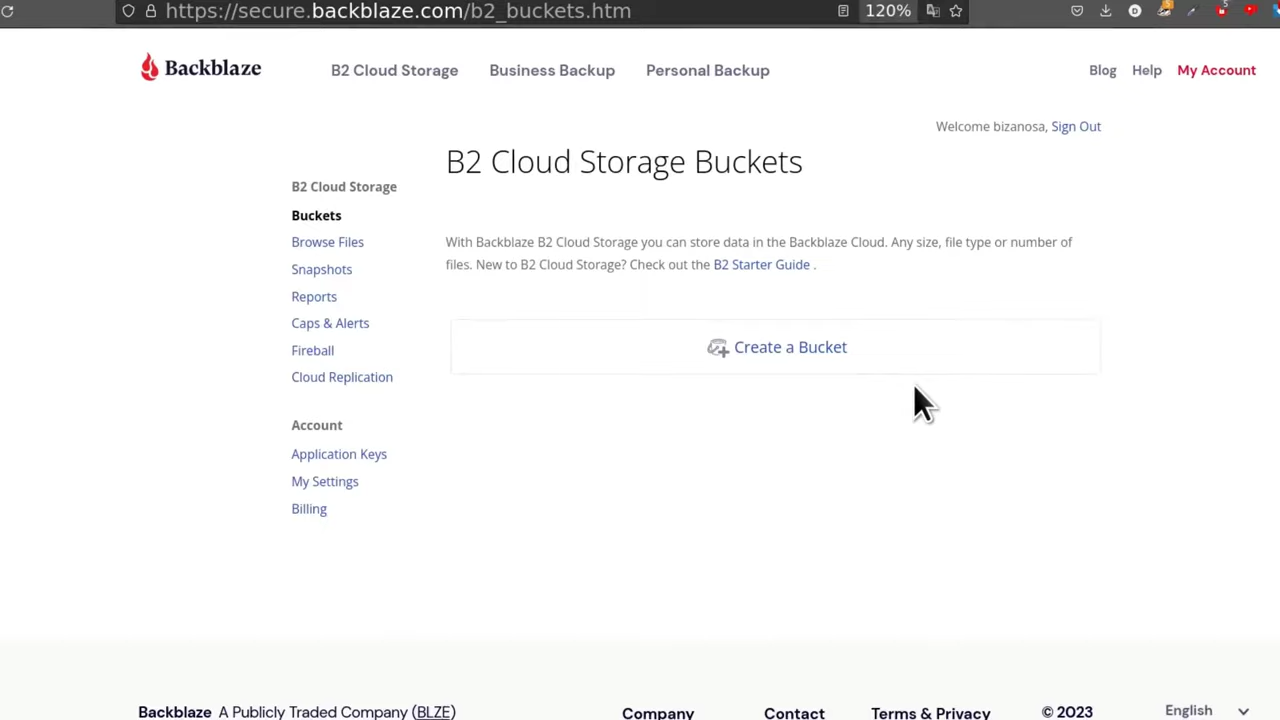 https://secure.backblaze.com/b2_buckets.htm
120%
Backblaze
B2 Cloud Storage
Business Backup
Personal Backup
Blog
Help
My Account
Welcome bizanosa, Sign Out
B2 Cloud Storage Buckets
B2 Cloud Storage
Buckets
Browse Files
Snapshots
Reports
Caps & Alerts
Fireball
Cloud Replication
Account
Application Keys
My Settings
Billing
With Backblaze B2 Cloud Storage you can store data in the Backblaze Cloud. Any size, file type or number of
files. New to B2 Cloud Storage? Check out the B2 Starter Guide .
Create a Bucket
Backblaze A Publicly Traded Company (BLZE)
Company
Contact
Terms & Privacy
© 2023
English